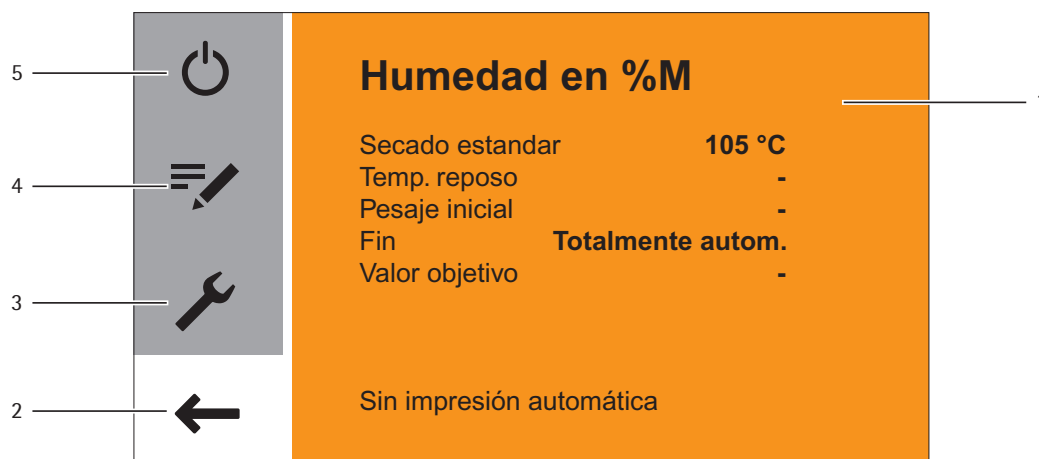 5
Humedad en %M
Secado estandar 105 °C
4
Temp. reposo -
Pesaje inicial -
Fin Totalmente autom.
Valor objetivo -
3
2
Sin impresión automática